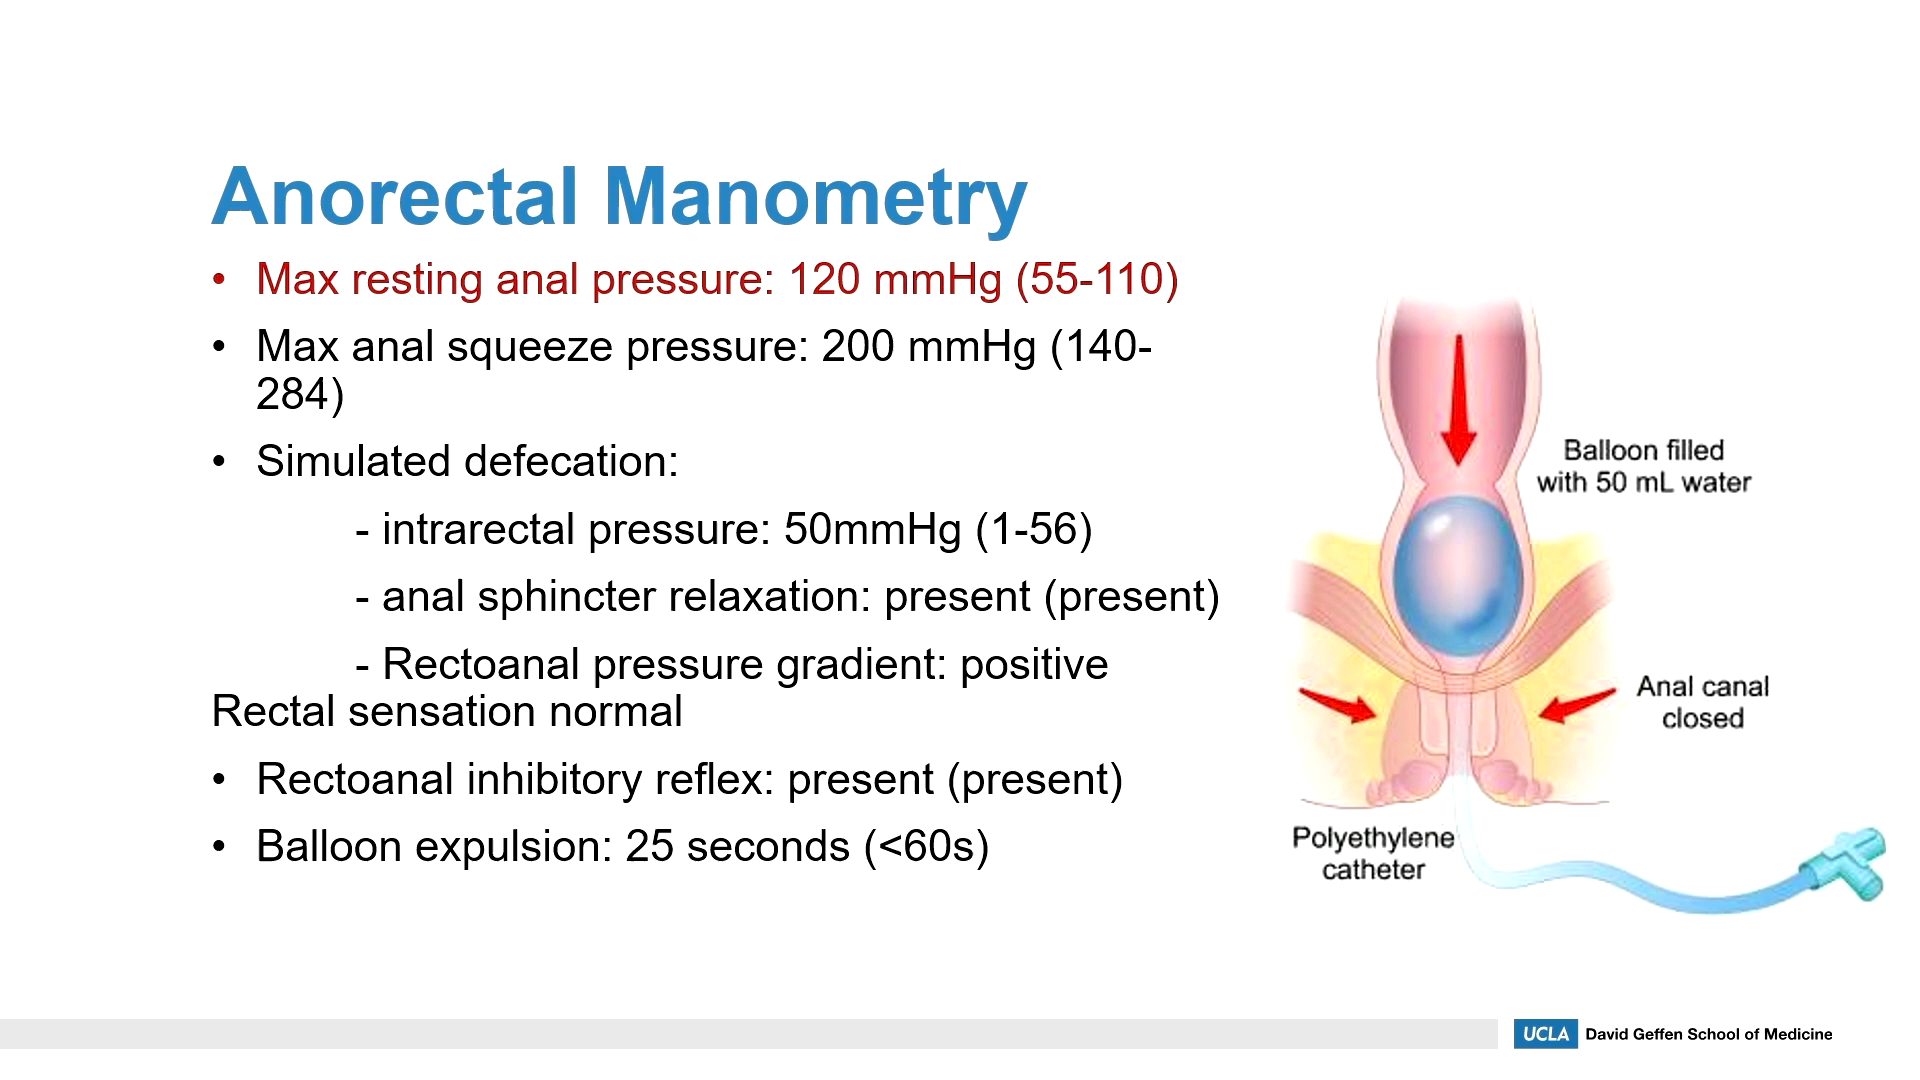 Anorectal Manometry
• Max resting anal pressure: 120 mmHg (55-110)
• Max anal squeeze pressure: 200 mmHg (140-
284)
• Simulated defecation:
- intrarectal pressure: 50mmHg (1-56)
- anal sphincter relaxation: present (present)
- Rectoanal pressure gradient: positive
Rectal sensation normal
• Rectoanal inhibitory reflex: present (present)
• Balloon expulsion: 25 seconds (<60s)
Balloon filled
with 50 mL water
Anal canal
closed
Polyethylene
catheter
UCLA David Geffen School of Medicine